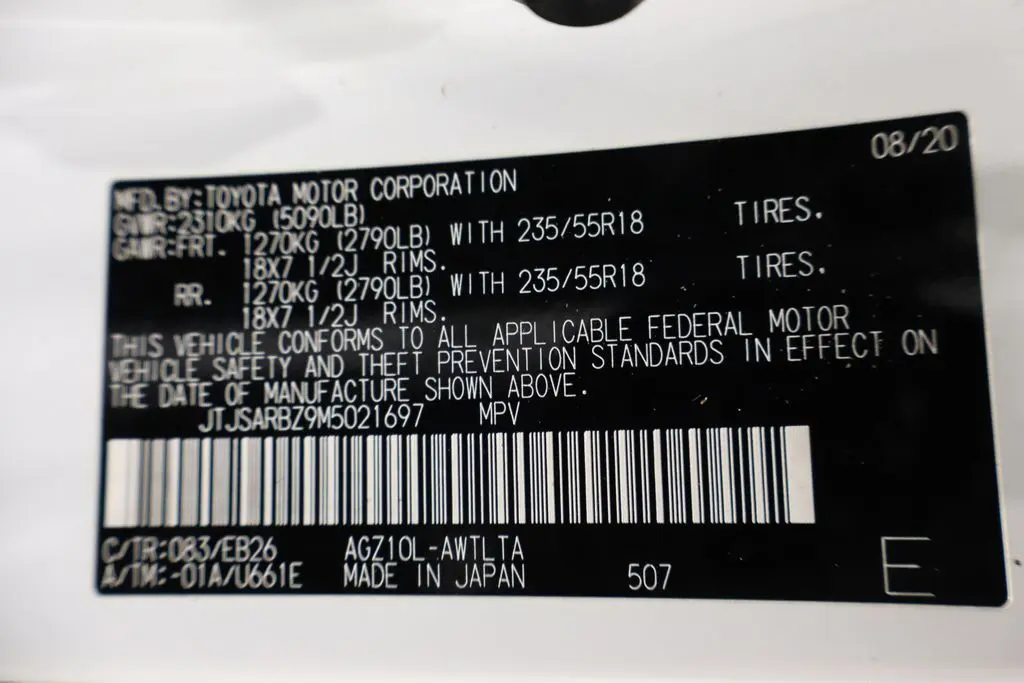 08/20
MFD.BY:TOYOTA MOTOR CORPORATION
GVWR:2310KG (5090LB)
GAWR:FRT. 1270KG (2790LB) WITH 235/55R18 TIRES.
18X7 1/2J RIMS.
RR. 1270KG (2790LB) WITH 235/55R18 TIRES.
18X7 1/2J RIMS.
THIS VEHICLE CONFORMS TO ALL APPLICABLE FEDERAL MOTOR
VEHICLE SAFETY AND THEFT PREVENTION STANDARDS IN EFFECT ON
THE DATE OF MANUFACTURE SHOWN ABOVE.
JTJSARBZ9M5021697 MPV
C/TR:083/EB26 AGZ10L-AWTLTA
A/TM:-01A/U661E MADE IN JAPAN 507 E